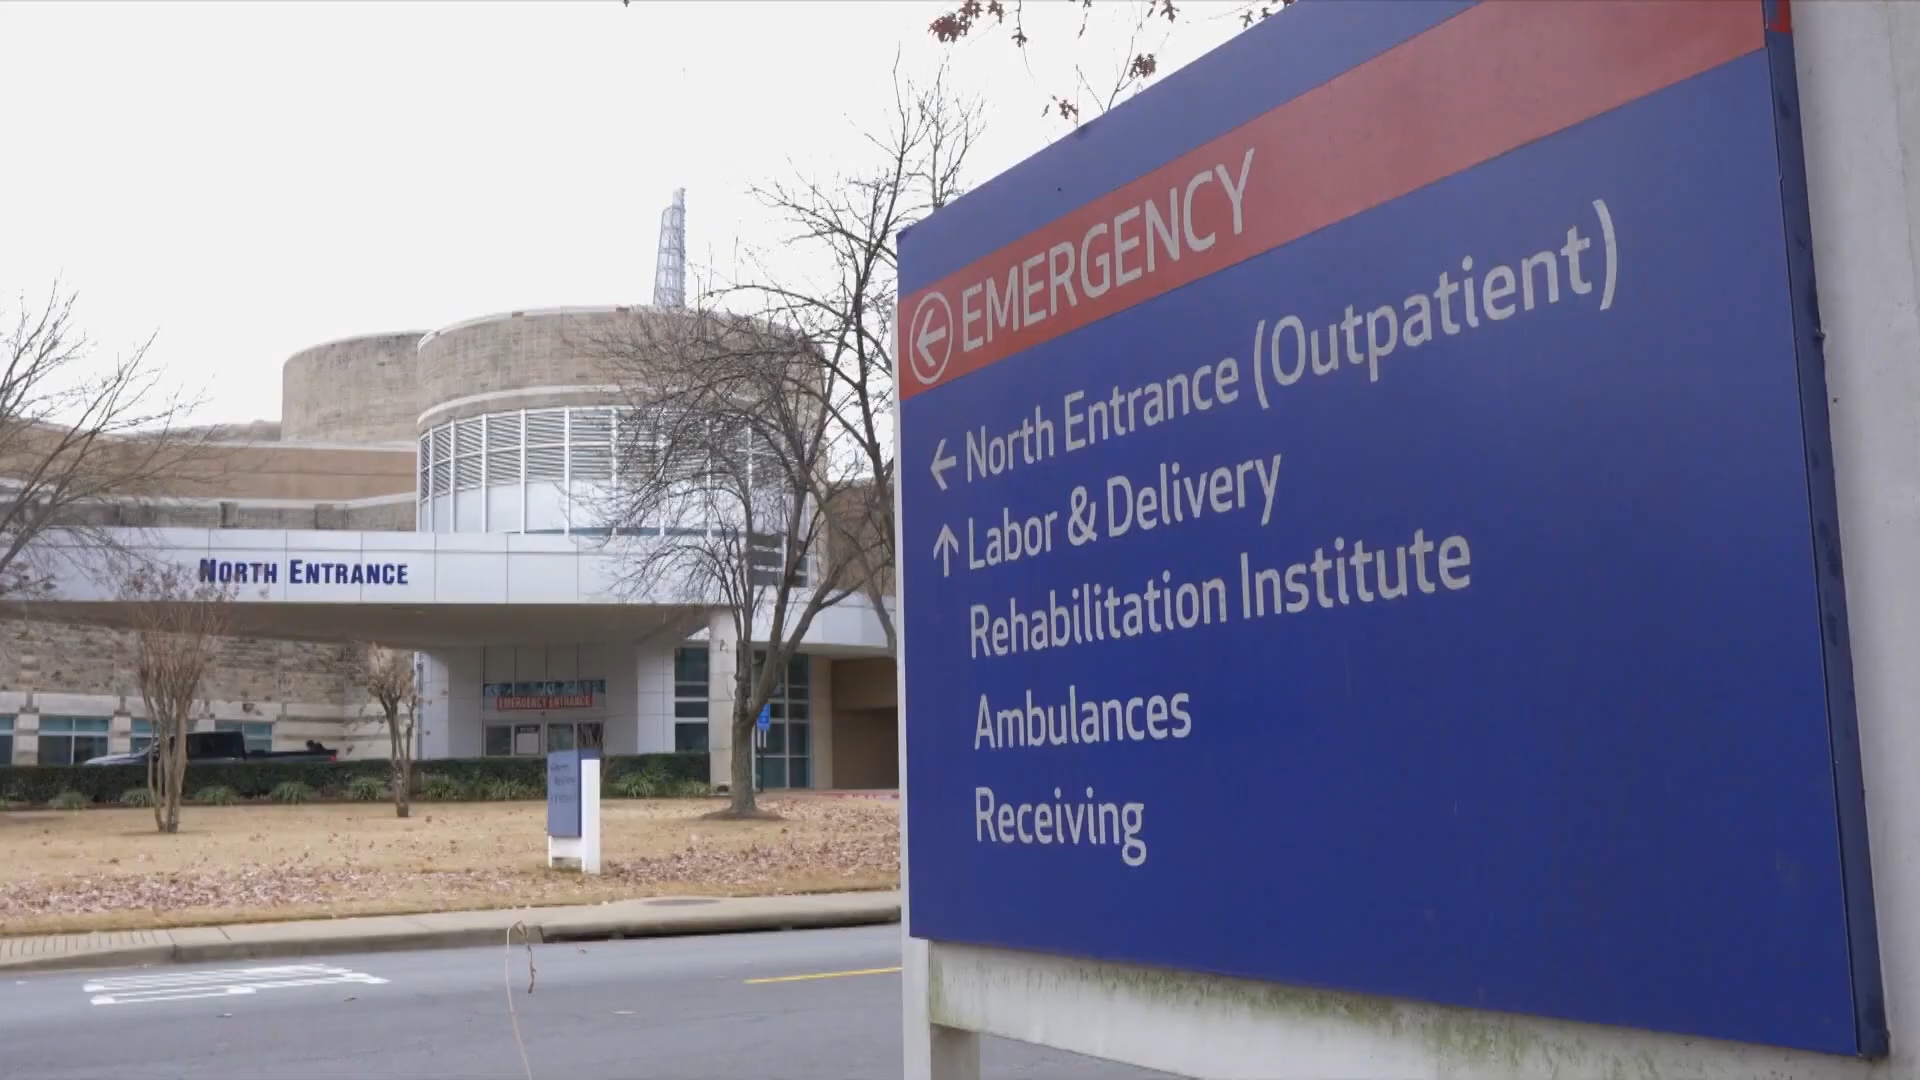 EMERGENCY
North Entrance (Outpatient)
Labor & Delivery
Rehabilitation Institute
Ambulances
Receiving
NORTH ENTRANCE
EMERGENCY ENTRANCE